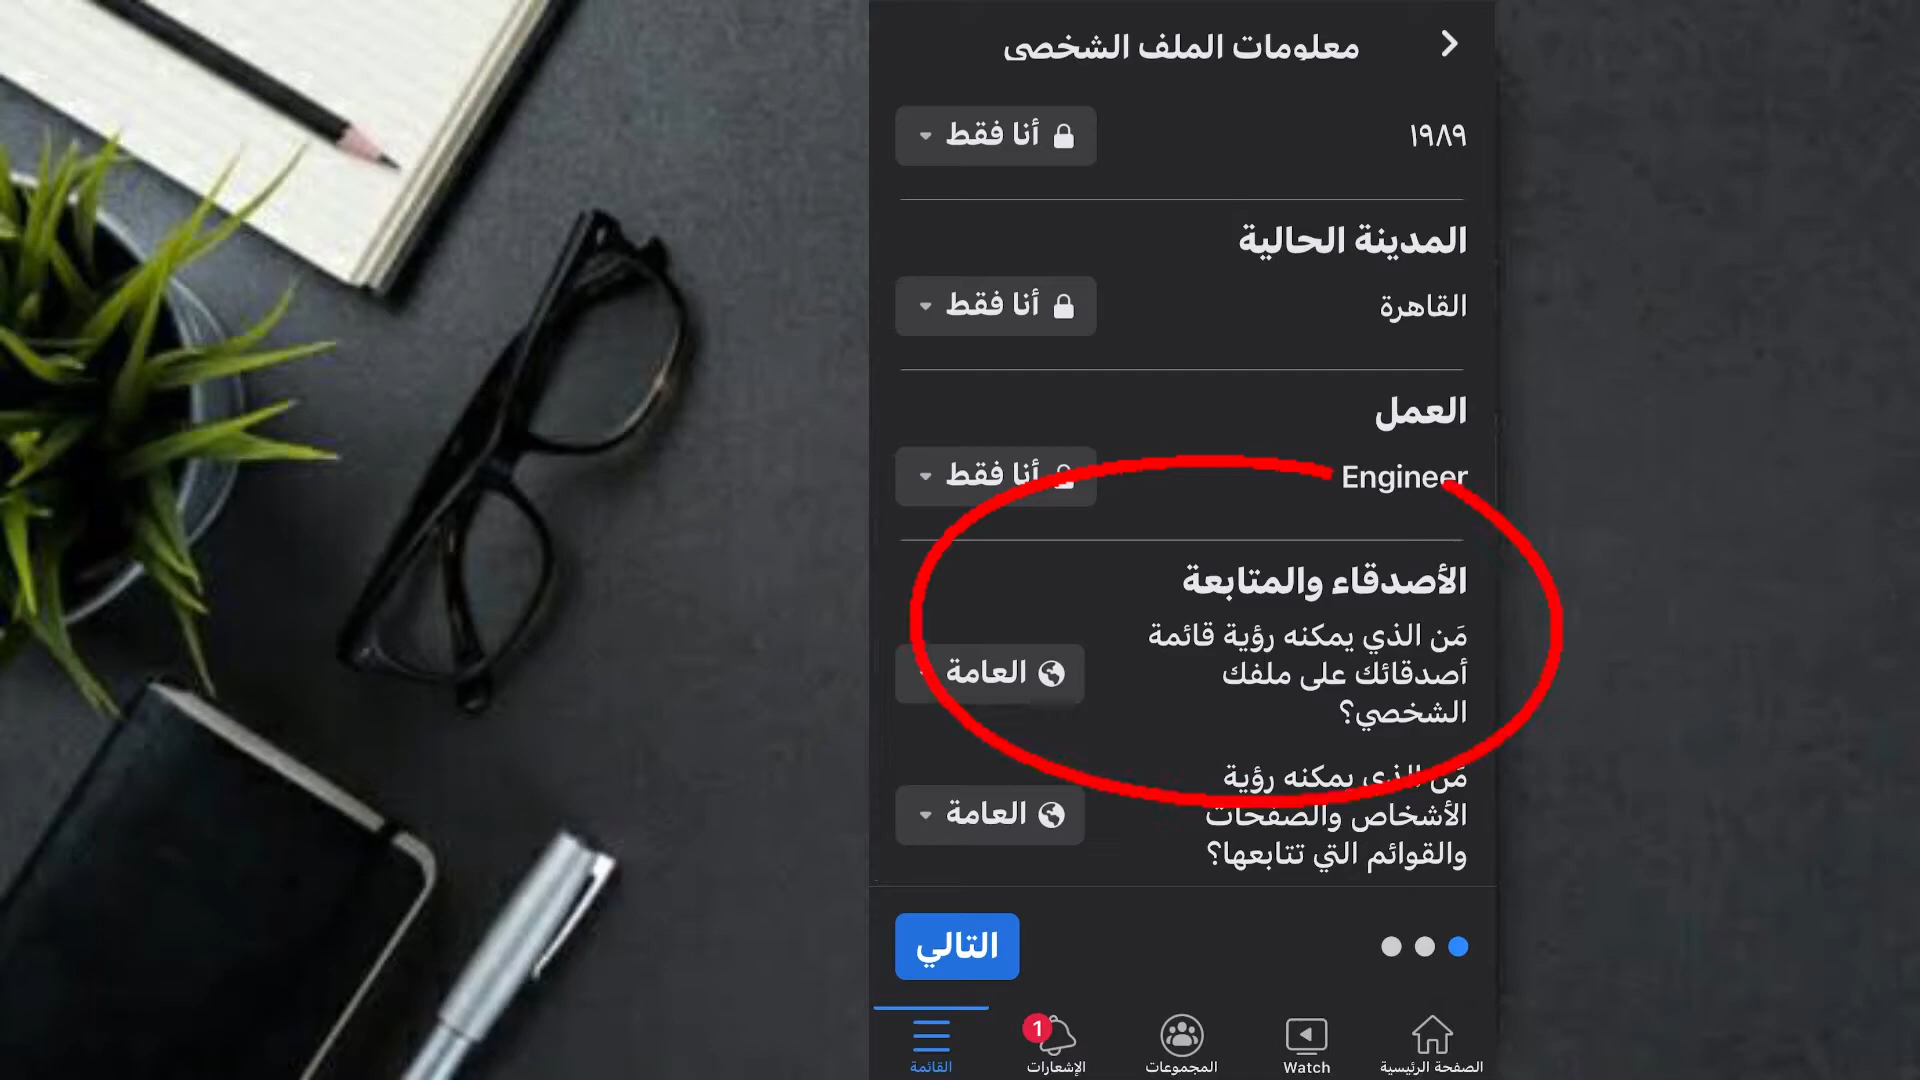 معلومات الملف الشخصي
١٩٨٩
أنا فقط
المدينة الحالية
القاهرة
أنا فقط
العمل
Engineer
أنا فقط
الأصدقاء والمتابعة
مَن الذي يمكنه رؤية قائمة
أصدقائك على ملفك
الشخصي؟
العامة
مَن الذي يمكنه رؤية
الأشخاص والصفحات
والقوائم التي تتابعها؟
العامة
التالي
الصفحة الرئيسية
Watch
المجموعات
1
الإشعارات
القائمة